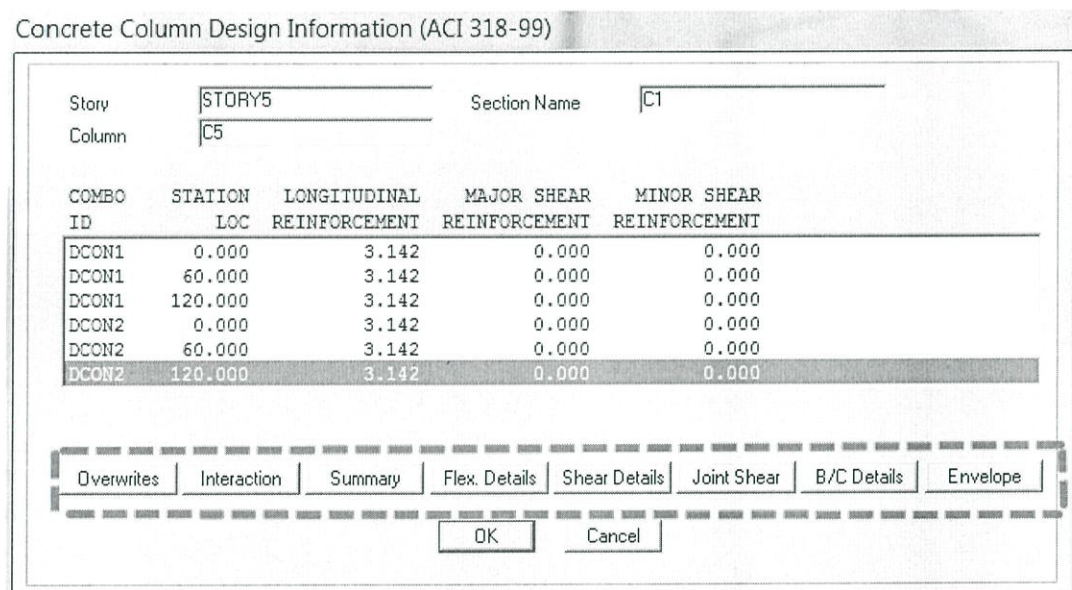 Concrete Column Design Information (ACI 318-99)
Story STORY5 Section Name C1
Column C5
COMBO STATION LONGITUDINAL MAJOR SHEAR MINOR SHEAR
ID LOC REINFORCEMENT REINFORCEMENT REINFORCEMENT
DCON1 0.000 3.142 0.000 0.000
DCON1 60.000 3.142 0.000 0.000
DCON1 120.000 3.142 0.000 0.000
DCON2 0.000 3.142 0.000 0.000
DCON2 60.000 3.142 0.000 0.000
DCON2 120.000 3.142 0.000 0.000
Overwrites Interaction Summary Flex. Details Shear Details Joint Shear B/C Details Envelope
OK Cancel